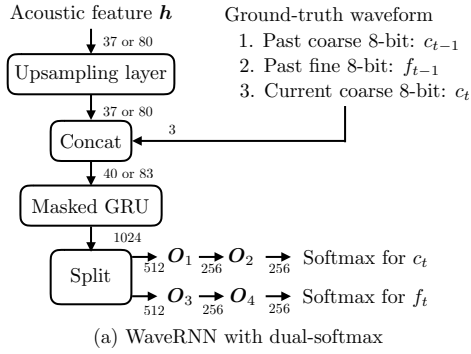 Acoustic feature h
Ground-truth waveform
1. Past coarse 8-bit: c_{t−1}
2. Past fine 8-bit: f_{t−1}
3. Current coarse 8-bit: c_t
37 or 80
Upsampling layer
37 or 80
Concat
3
40 or 83
Masked GRU
1024
Split
512 O_1 256 O_2 256 Softmax for c_t
512 O_3 256 O_4 256 Softmax for f_t
(a) WaveRNN with dual-softmax